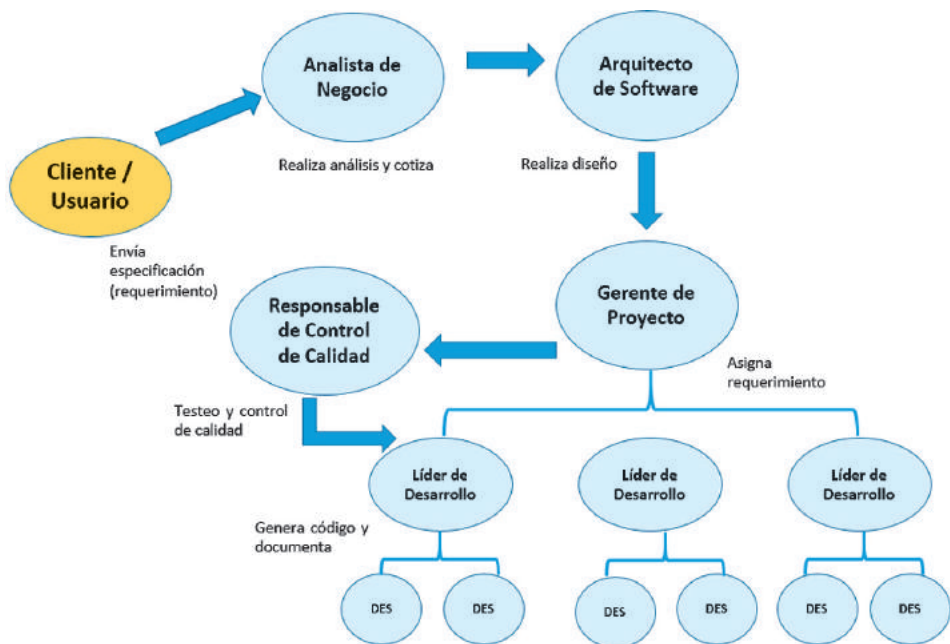 Analista de
Negocio
Arquitecto
de Software
Realiza análisis y cotiza
Realiza diseño
Cliente /
Usuario
Envía
especificación
(requerimiento)
Gerente de
Proyecto
Responsable
de Control
de Calidad
Asigna
requerimiento
Testeo y control
de calidad
Líder de
Desarrollo
Líder de
Desarrollo
Líder de
Desarrollo
Genera código y
documenta
DES
DES
DES
DES
DES
DES